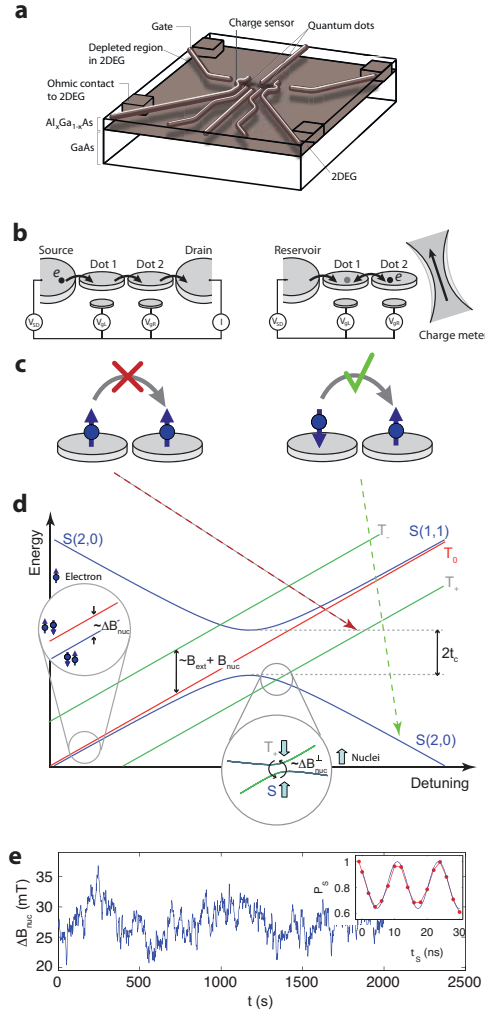 a
Gate
Charge sensor
Quantum dots
Depleted region
in 2DEG
Ohmic contact
to 2DEG
AlxGa1-xAs
GaAs
2DEG
b
Source
Dot 1
Dot 2
Drain
e
VSD
VgL
VgR
I
Reservoir
Dot 1
Dot 2
e
VSD
VgL
VgR
Charge meter
c
d
S(2,0)
T-
S(1,1)
Energy
T0
Electron
T+
~ΔB∥nuc
~Bext + Bnuc
2tc
T+
~ΔB⊥nuc
Nuclei
S
S(2,0)
Detuning
e
ΔBnuc (mT)
35
30
25
20
0
500
1000
1500
2000
2500
t (s)
PS
1
0.8
0.6
0
10
20
30
tS (ns)